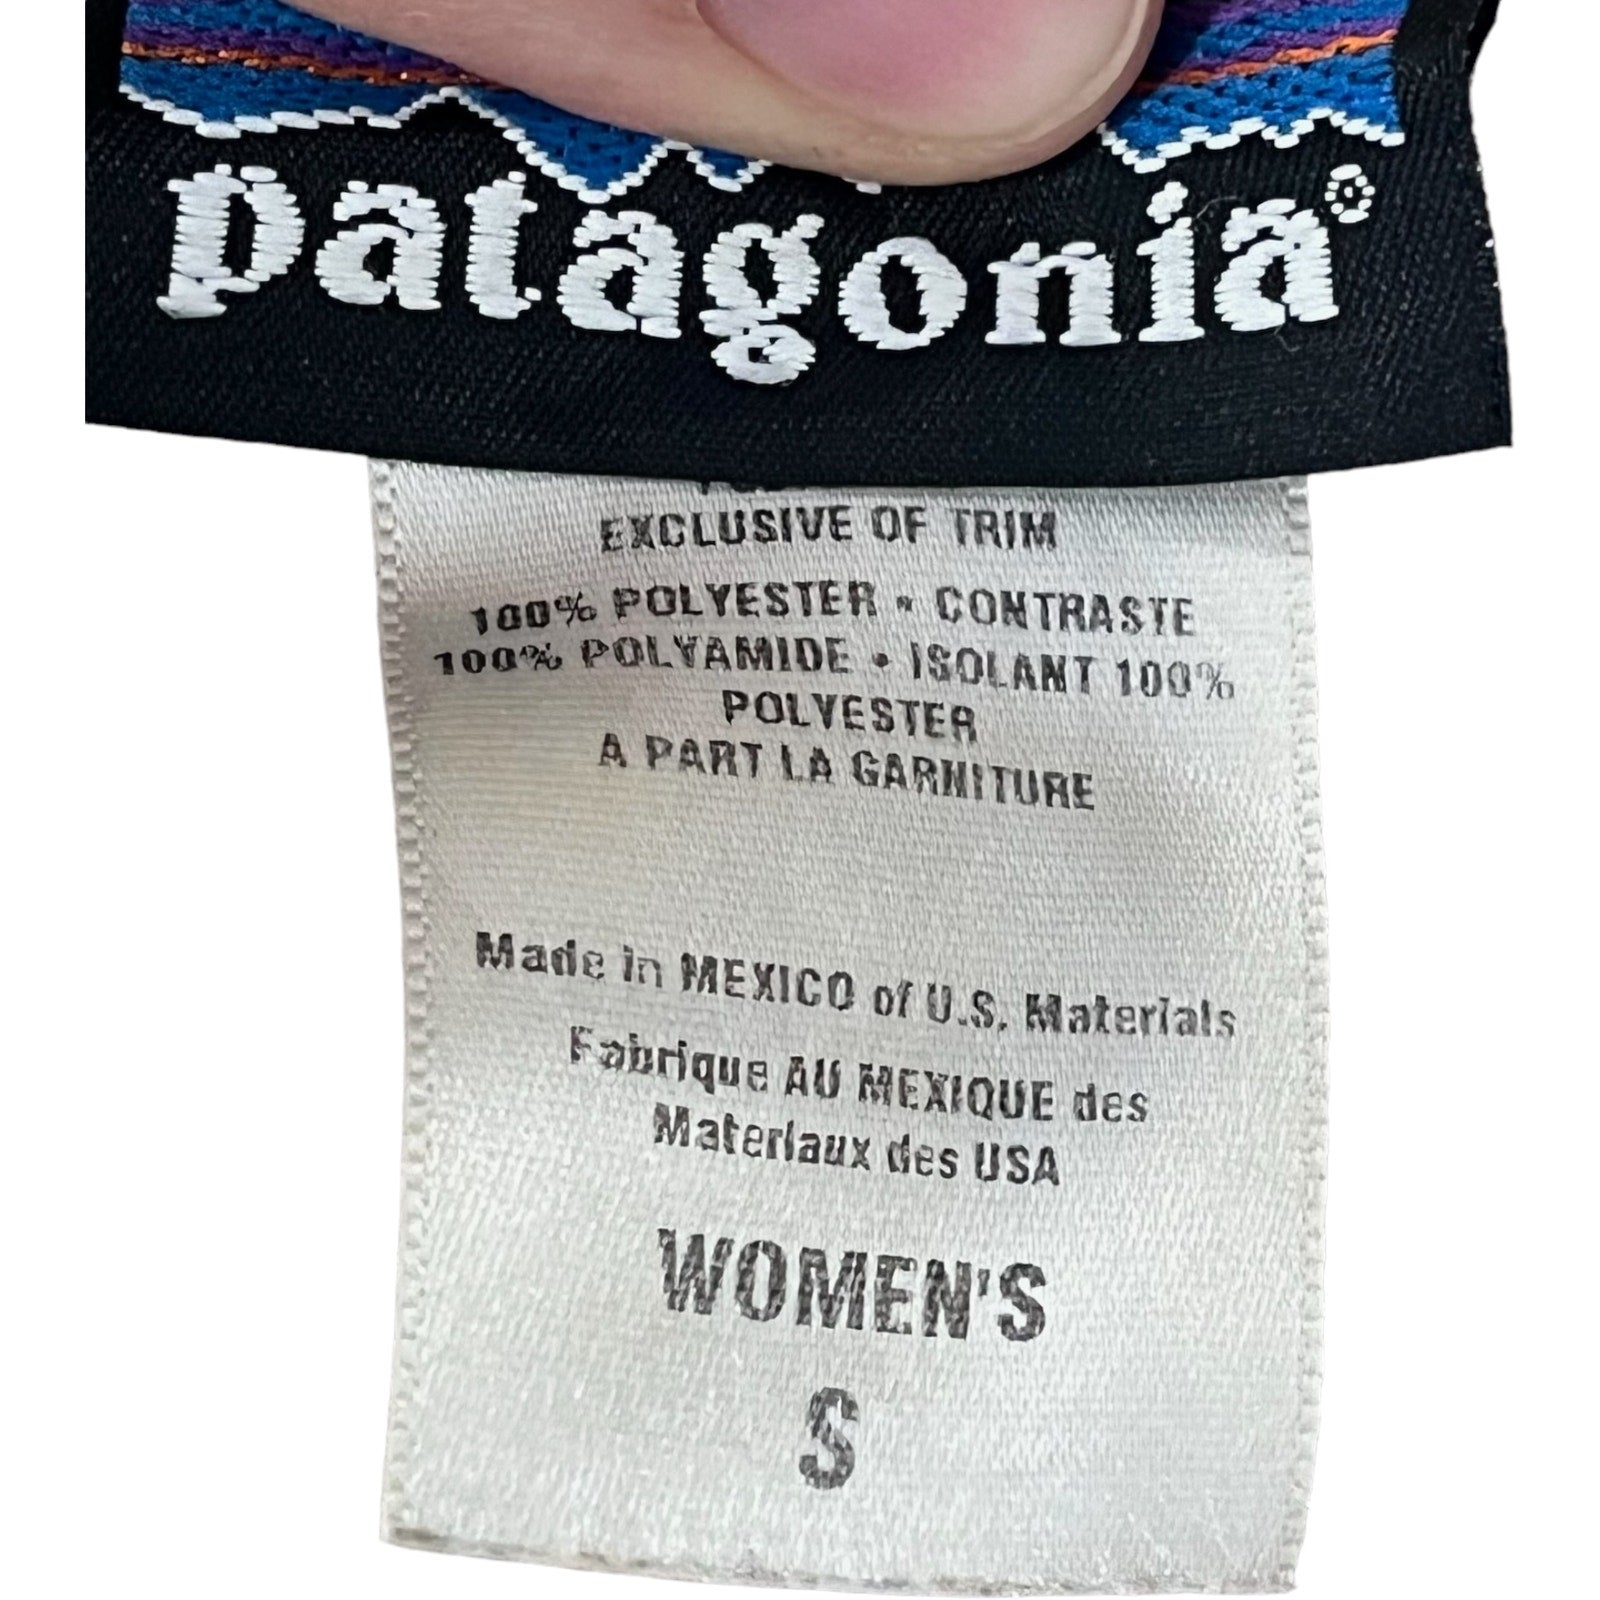 patagonia®
EXCLUSIVE OF TRIM
100% POLYESTER • CONTRASTE
100% POLYAMIDE • ISOLANT 100%
POLYESTER
A PART LA GARNITURE
Made in MEXICO of U.S. Materials
Fabrique AU MEXIQUE des
Materiaux des USA
WOMEN'S
S